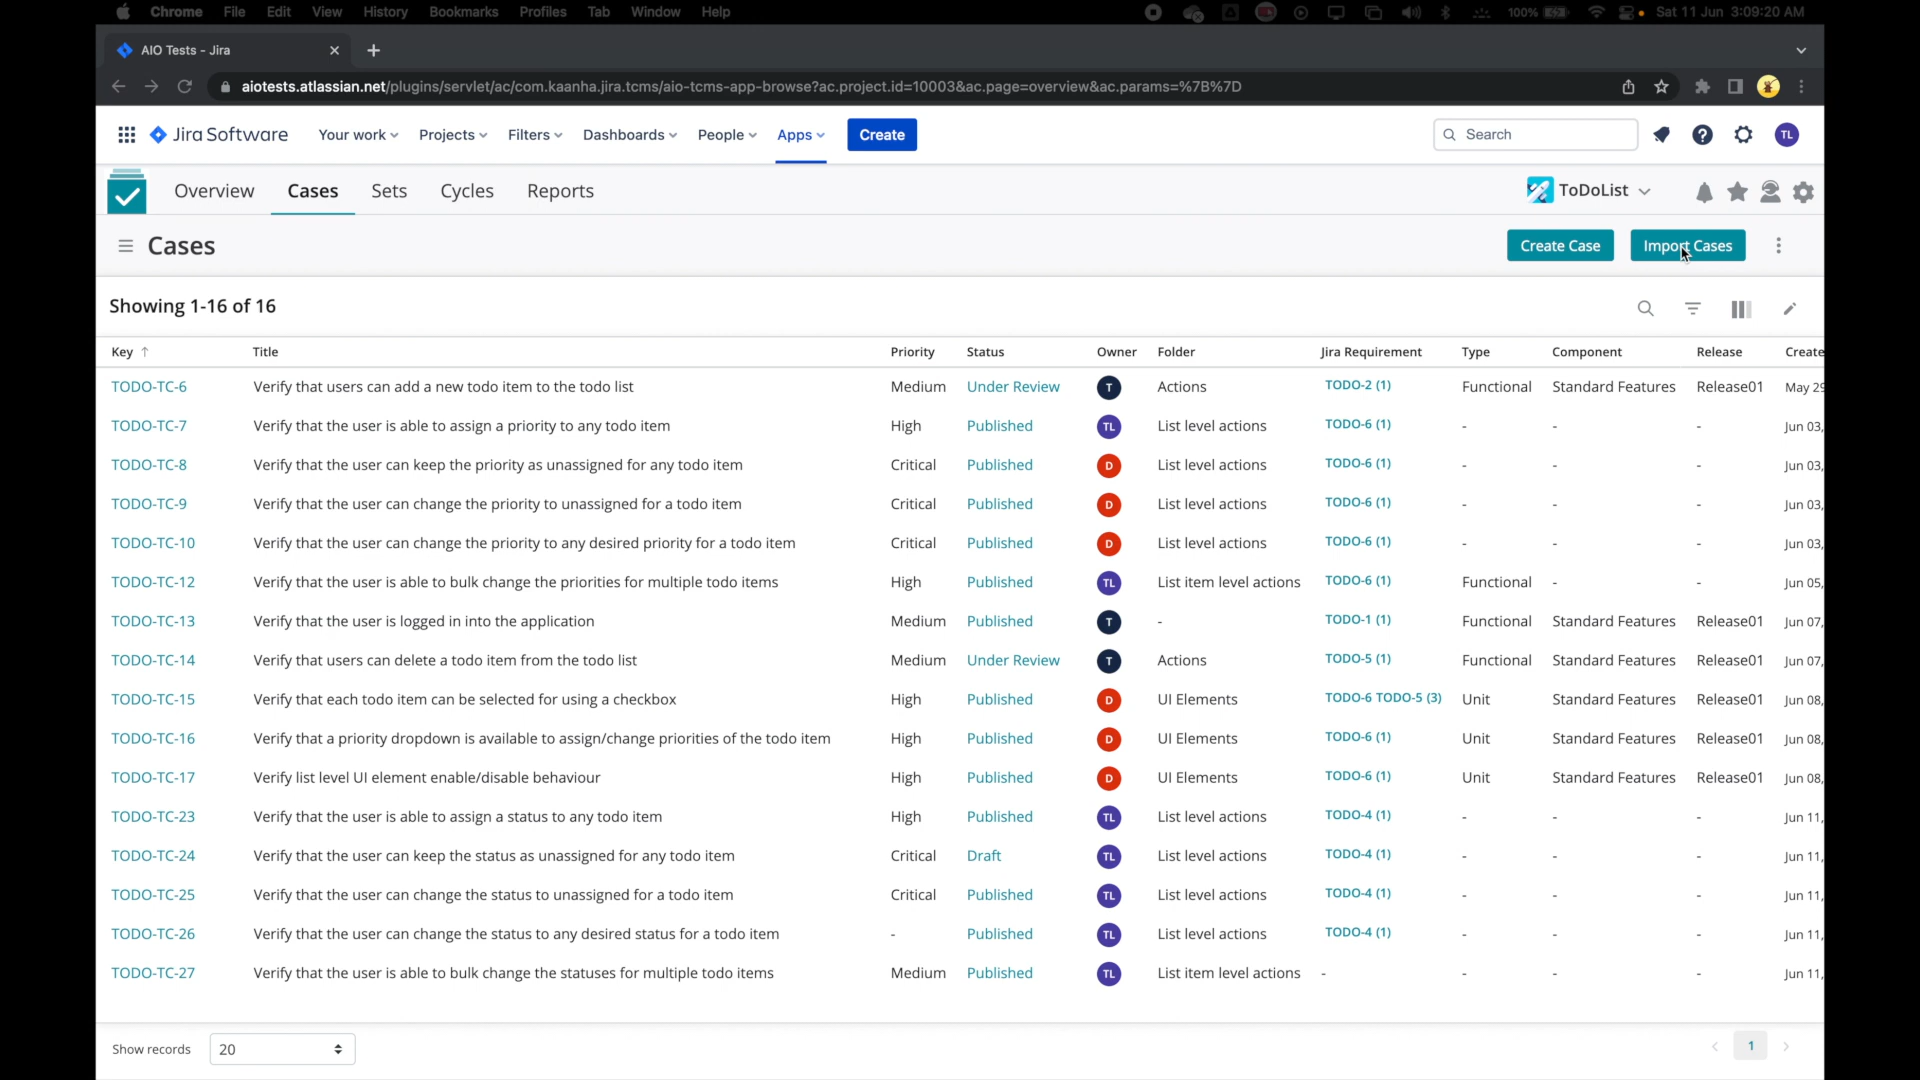 Chrome File Edit View History Bookmarks Profiles Tab Window Help 100% Sat 11 Jun 3:09:20 AM
AIO Tests - Jira
aiotests.atlassian.net/plugins/servlet/ac/com.kaanha.jira.tcms/aio-tcms-app-browse?ac.project.id=10003&ac.page=overview&ac.params=%7B%7D
Jira Software Your work Projects Filters Dashboards People Apps Create Search TL
Overview Cases Sets Cycles Reports ToDoList
Cases Create Case Import Cases
Showing 1-16 of 16
Key Title Priority Status Owner Folder Jira Requirement Type Component Release Create
TODO-TC-6 Verify that users can add a new todo item to the todo list Medium Under Review T Actions TODO-2 (1) Functional Standard Features Release01 May 29
TODO-TC-7 Verify that the user is able to assign a priority to any todo item High Published TL List level actions TODO-6 (1) - - - Jun 03,
TODO-TC-8 Verify that the user can keep the priority as unassigned for any todo item Critical Published D List level actions TODO-6 (1) - - - Jun 03,
TODO-TC-9 Verify that the user can change the priority to unassigned for a todo item Critical Published D List level actions TODO-6 (1) - - - Jun 03,
TODO-TC-10 Verify that the user can change the priority to any desired priority for a todo item Critical Published D List level actions TODO-6 (1) - - - Jun 03,
TODO-TC-12 Verify that the user is able to bulk change the priorities for multiple todo items High Published TL List item level actions TODO-6 (1) Functional - - Jun 05,
TODO-TC-13 Verify that the user is logged in into the application Medium Published T - TODO-1 (1) Functional Standard Features Release01 Jun 07,
TODO-TC-14 Verify that users can delete a todo item from the todo list Medium Under Review T Actions TODO-5 (1) Functional Standard Features Release01 Jun 07,
TODO-TC-15 Verify that each todo item can be selected for using a checkbox High Published D UI Elements TODO-6 TODO-5 (3) Unit Standard Features Release01 Jun 08,
TODO-TC-16 Verify that a priority dropdown is available to assign/change priorities of the todo item High Published D UI Elements TODO-6 (1) Unit Standard Features Release01 Jun 08,
TODO-TC-17 Verify list level UI element enable/disable behaviour High Published D UI Elements TODO-6 (1) Unit Standard Features Release01 Jun 08,
TODO-TC-23 Verify that the user is able to assign a status to any todo item High Published TL List level actions TODO-4 (1) - - - Jun 11,
TODO-TC-24 Verify that the user can keep the status as unassigned for any todo item Critical Draft TL List level actions TODO-4 (1) - - - Jun 11,
TODO-TC-25 Verify that the user can change the status to unassigned for a todo item Critical Published TL List level actions TODO-4 (1) - - - Jun 11,
TODO-TC-26 Verify that the user can change the status to any desired status for a todo item - Published TL List level actions TODO-4 (1) - - - Jun 11,
TODO-TC-27 Verify that the user is able to bulk change the statuses for multiple todo items Medium Published TL List item level actions - - - - Jun 11,
Show records 20 1